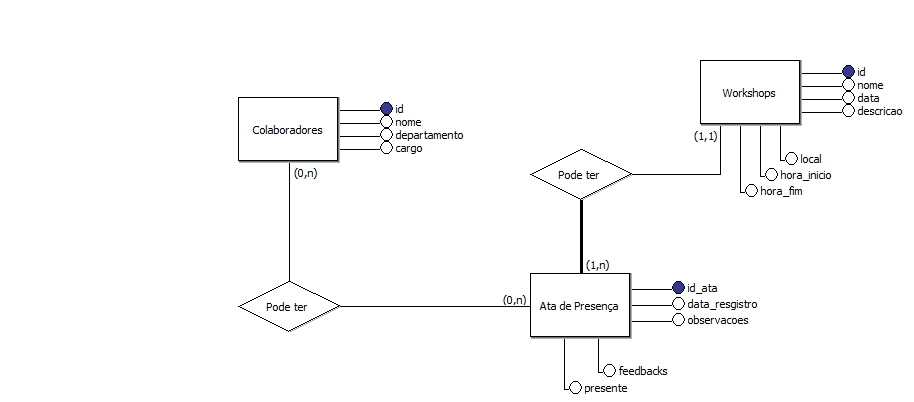 Workshops
id
nome
data
descricao
(1,1)
local
hora_inicio
hora_fim
Colaboradores
id
nome
departamento
cargo
(0,n)
Pode ter
(1,n)
Pode ter
(0,n)
Ata de Presença
id_ata
data_resgistro
observacoes
feedbacks
presente